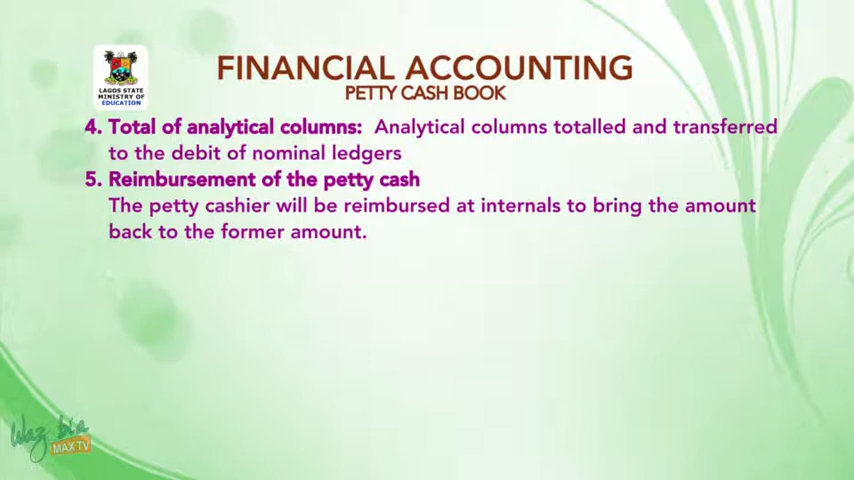 FINANCIAL ACCOUNTING
PETTY CASH BOOK
LAGOS STATE
MINISTRY OF
EDUCATION
4. Total of analytical columns: Analytical columns totalled and transferred
to the debit of nominal ledgers
5. Reimbursement of the petty cash
The petty cashier will be reimbursed at internals to bring the amount
back to the former amount.
MAX TV